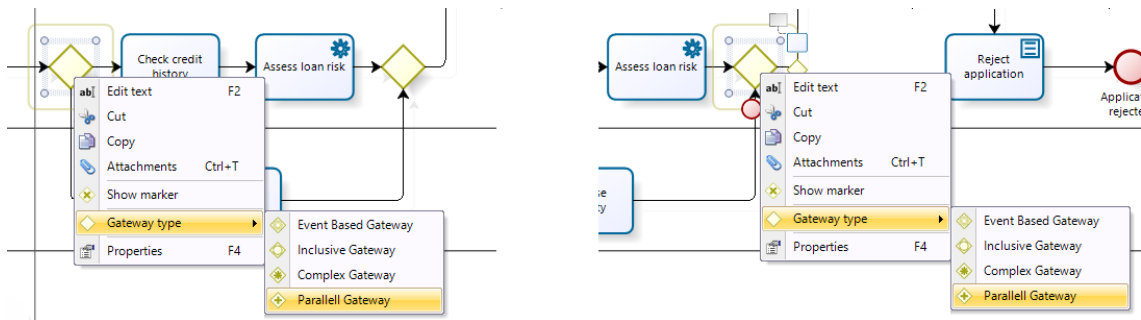 Check credit
history
Assess loan risk
Edit text F2
Cut
Copy
Attachments Ctrl+T
Show marker
Gateway type
Properties F4
Event Based Gateway
Inclusive Gateway
Complex Gateway
Parallell Gateway
Assess loan risk
Reject
application
Edit text F2
Cut
Copy
Attachments Ctrl+T
Show marker
Gateway type
Properties F4
Event Based Gateway
Inclusive Gateway
Complex Gateway
Parallell Gateway